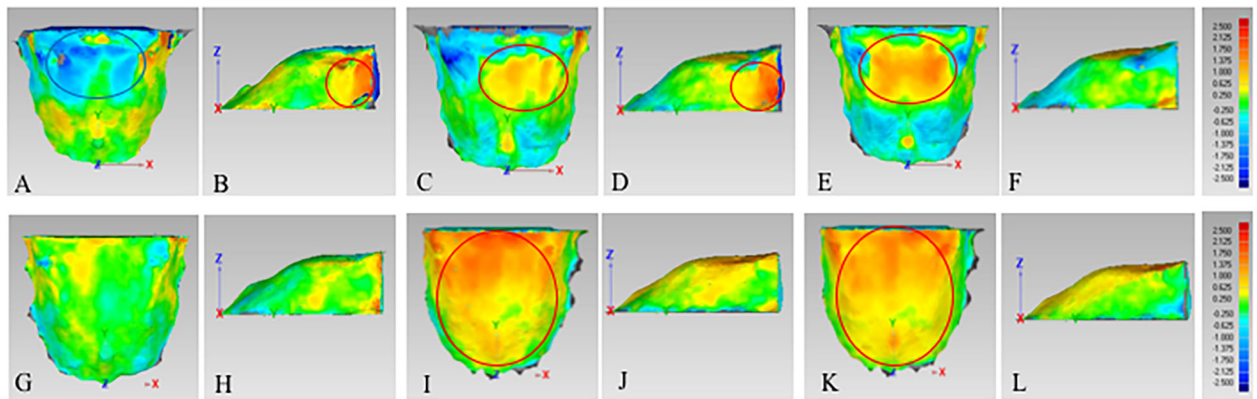 Y
Z X
A
Z
X Y
B
Y
Z X
C
Z
X Y
D
Y
Z X
E
Z
X Y
F
2.500
2.125
1.750
1.375
1.000
0.625
0.250
-0.250
-0.625
-1.000
-1.375
-1.750
-2.125
-2.500
Y
Z X
G
Z
X Y
H
Y
Z X
I
Z
X Y
J
Y
Z X
K
Z
X Y
L
2.500
2.125
1.750
1.375
1.000
0.625
0.250
-0.250
-0.625
-1.000
-1.375
-1.750
-2.125
-2.500